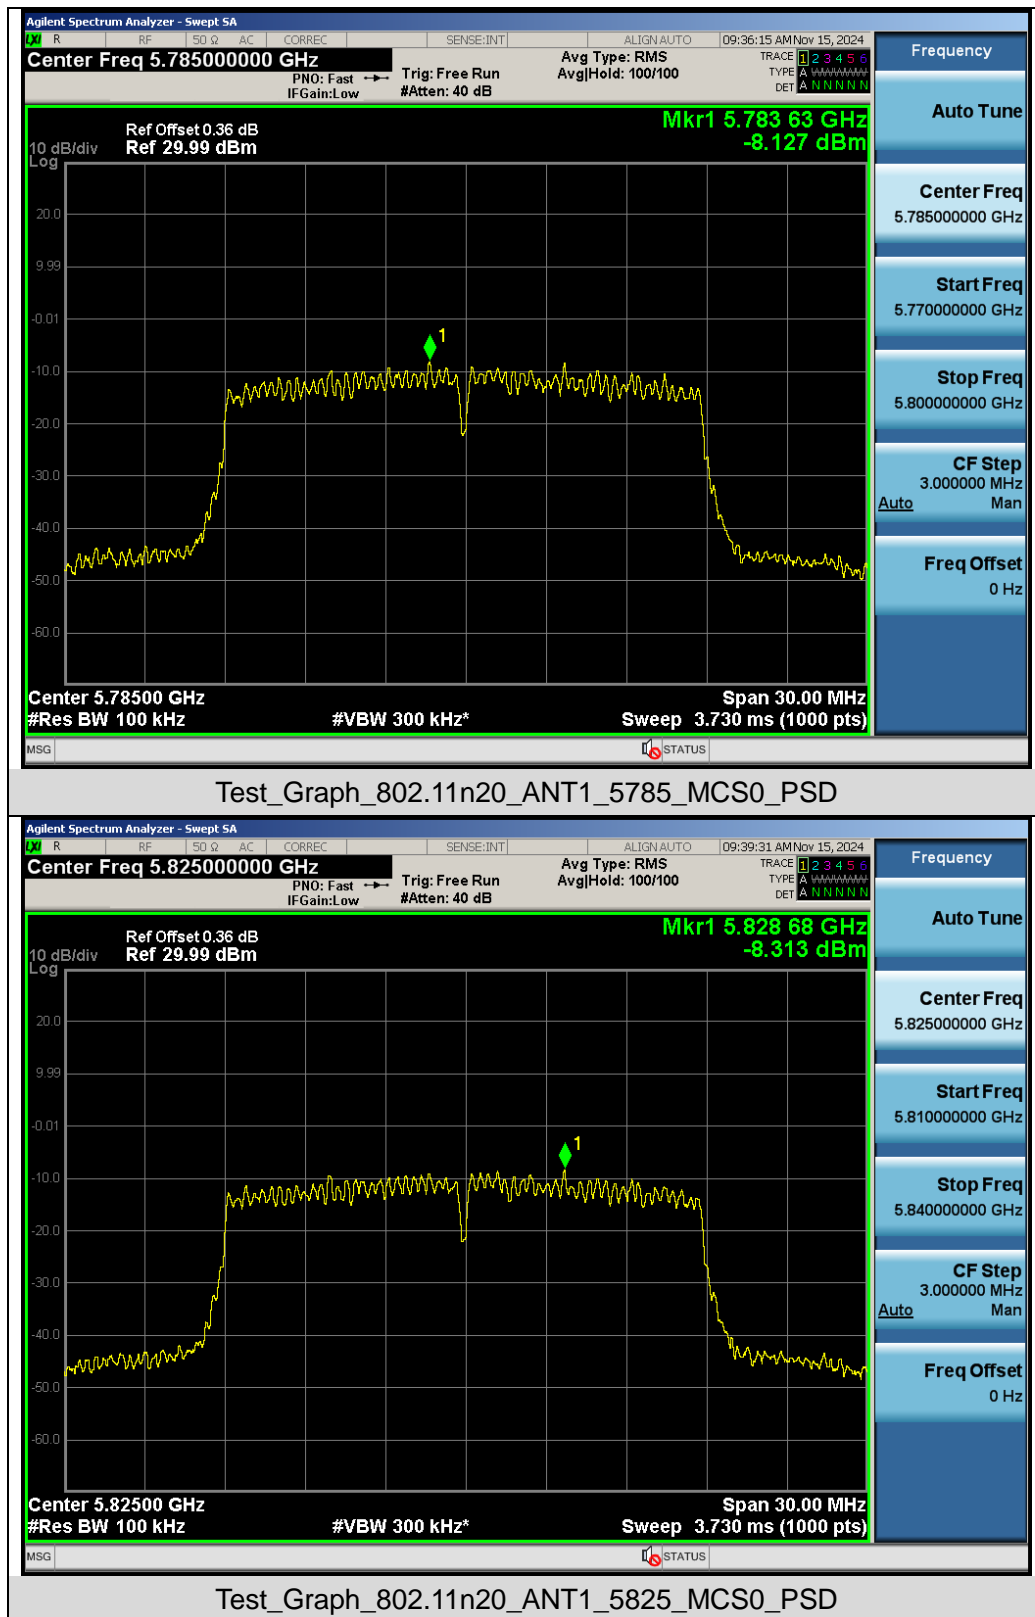 Agilent Spectrum Analyzer - Swept SA
LXI R RF 50 Ω AC CORREC SENSE:INT ALIGN AUTO 09:36:15 AM Nov 15, 2024
Center Freq 5.785000000 GHz
PNO: Fast
IFGain:Low
Trig: Free Run
#Atten: 40 dB
Avg Type: RMS
Avg|Hold: 100/100
TRACE 1 2 3 4 5 6
TYPE A WWWWW
DET A N N N N N
Frequency
Auto Tune
Center Freq
5.785000000 GHz
Start Freq
5.770000000 GHz
Stop Freq
5.800000000 GHz
CF Step
3.000000 MHz
Auto Man
Freq Offset
0 Hz
Mkr1 5.783 63 GHz
-8.127 dBm
Ref Offset 0.36 dB
10 dB/div Ref 29.99 dBm
Log
20.0
9.99
-0.01
-10.0
-20.0
-30.0
-40.0
-50.0
-60.0
1
Center 5.78500 GHz Span 30.00 MHz
#Res BW 100 kHz #VBW 300 kHz* Sweep 3.730 ms (1000 pts)
MSG STATUS
Test_Graph_802.11n20_ANT1_5785_MCS0_PSD
Agilent Spectrum Analyzer - Swept SA
LXI R RF 50 Ω AC CORREC SENSE:INT ALIGN AUTO 09:39:31 AM Nov 15, 2024
Center Freq 5.825000000 GHz
PNO: Fast
IFGain:Low
Trig: Free Run
#Atten: 40 dB
Avg Type: RMS
Avg|Hold: 100/100
TRACE 1 2 3 4 5 6
TYPE A WWWWW
DET A N N N N N
Frequency
Auto Tune
Center Freq
5.825000000 GHz
Start Freq
5.810000000 GHz
Stop Freq
5.840000000 GHz
CF Step
3.000000 MHz
Auto Man
Freq Offset
0 Hz
Mkr1 5.828 68 GHz
-8.313 dBm
Ref Offset 0.36 dB
10 dB/div Ref 29.99 dBm
Log
20.0
9.99
-0.01
-10.0
-20.0
-30.0
-40.0
-50.0
-60.0
1
Center 5.82500 GHz Span 30.00 MHz
#Res BW 100 kHz #VBW 300 kHz* Sweep 3.730 ms (1000 pts)
MSG STATUS
Test_Graph_802.11n20_ANT1_5825_MCS0_PSD